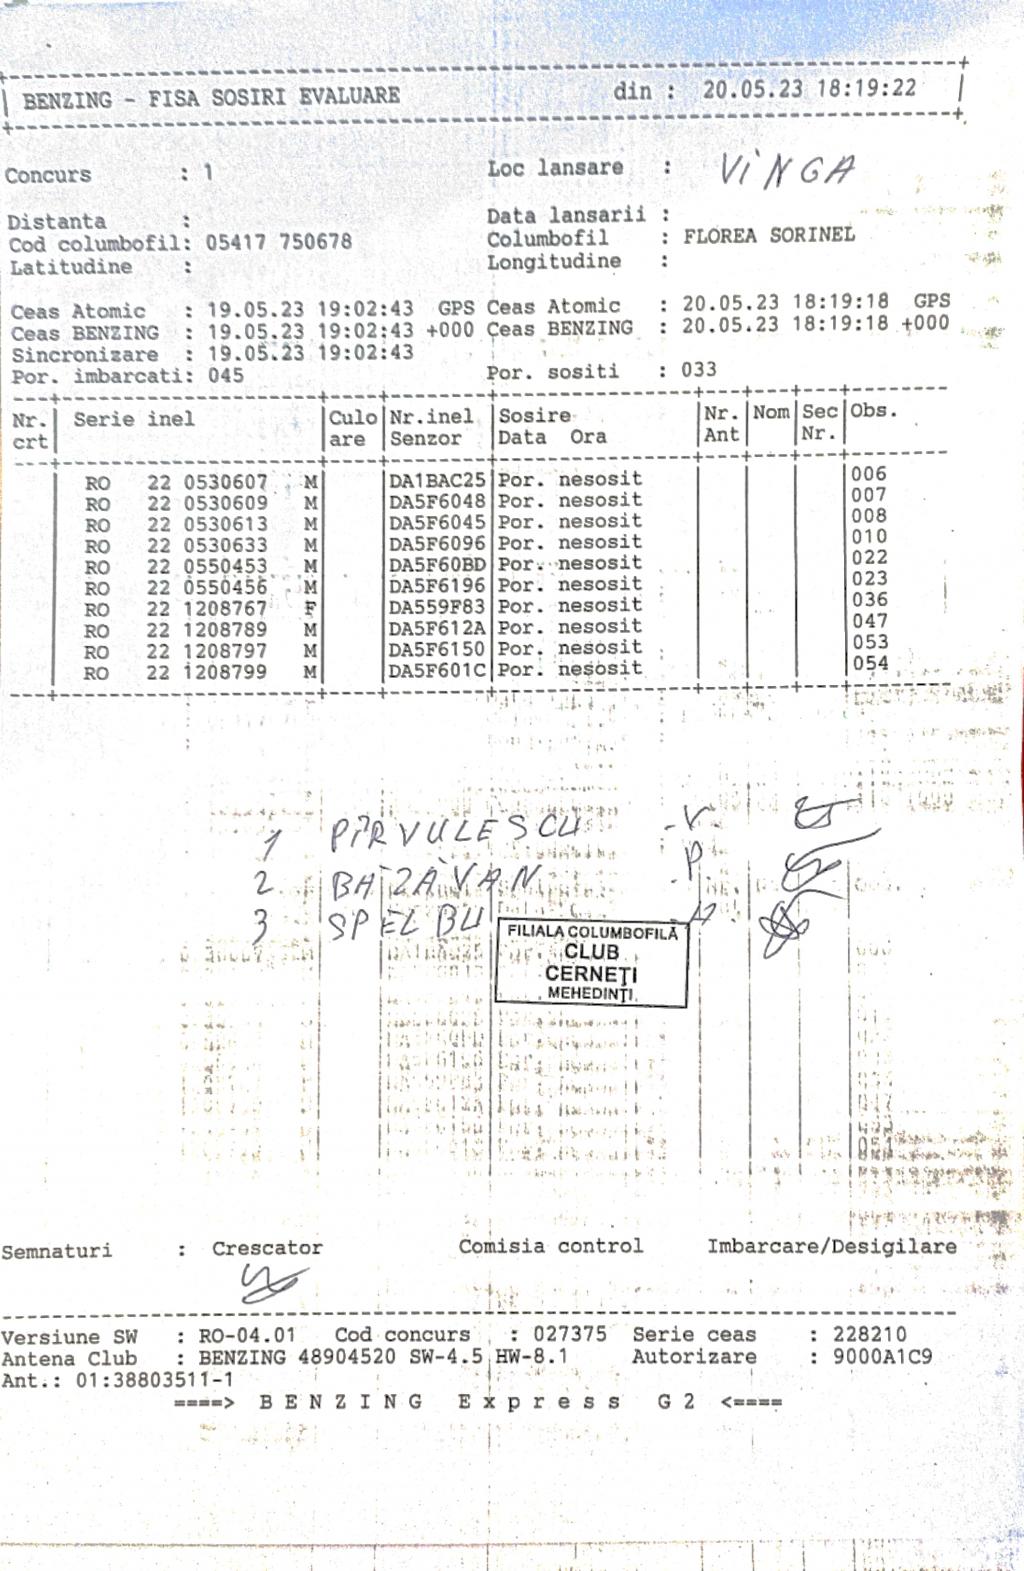 BENZING - FISA SOSIRI EVALUARE din : 20.05.23 18:19:22
Concurs : 1 Loc lansare : VINGA
Distanta : Data lansarii :
Cod columbofil: 05417 750678 Columbofil : FLOREA SORINEL
Latitudine : Longitudine :
Ceas Atomic : 19.05.23 19:02:43 GPS Ceas Atomic : 20.05.23 18:19:18 GPS
Ceas BENZING : 19.05.23 19:02:43 +000 Ceas BENZING : 20.05.23 18:19:18 +000
Sincronizare : 19.05.23 19:02:43
Por. imbarcati: 045 Por. sositi : 033
Nr. Serie inel Culo Nr.inel Sosire Nr. Nom Sec Obs.
crt are Senzor Data Ora Ant Nr.
RO 22 0530607 M DA1BAC25 Por. nesosit 006
RO 22 0530609 M DA5F6048 Por. nesosit 007
RO 22 0530613 M DA5F6045 Por. nesosit 008
RO 22 0530633 M DA5F6096 Por. nesosit 010
RO 22 0550453 M DA5F60BD Por. nesosit 022
RO 22 0550456 M DA5F6196 Por. nesosit 023
RO 22 1208767 F DA559F83 Por. nesosit 036
RO 22 1208789 M DA5F612A Por. nesosit 047
RO 22 1208797 M DA5F6150 Por. nesosit 053
RO 22 1208799 M DA5F601C Por. nesosit 054
1 PÎRVULESCU V.
2 BĂZĂVAN P.
3 SPELBU
FILIALA COLUMBOFILĂ
CLUB
CERNEȚI
MEHEDINȚI
Semnaturi : Crescator Comisia control Imbarcare/Desigilare
Versiune SW : RO-04.01 Cod concurs : 027375 Serie ceas : 228210
Antena Club : BENZING 48904520 SW-4.5 HW-8.1 Autorizare : 9000A1C9
Ant.: 01:38803511-1
====> B E N Z I N G E x p r e s s G 2 <====